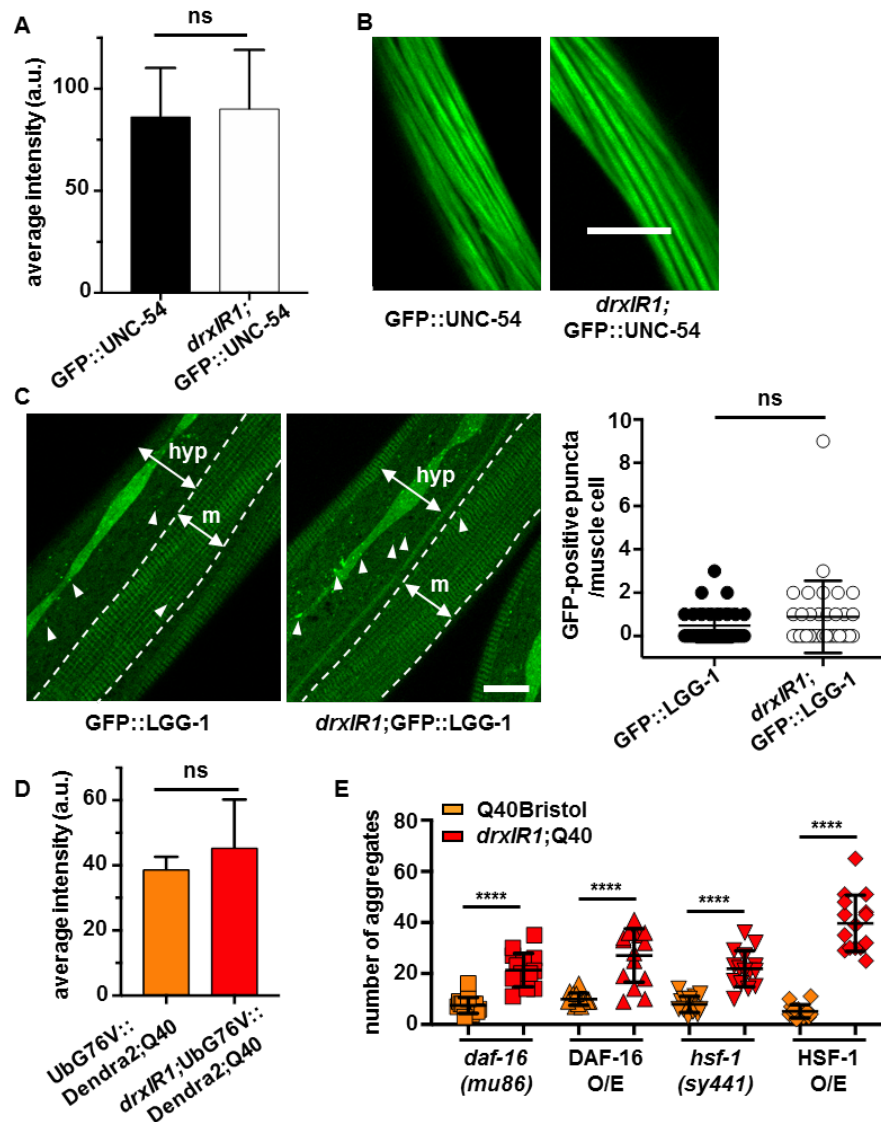 A
ns
average intensity (a.u.)
100
50
0
GFP::UNC-54
drxIR1;
GFP::UNC-54
B
GFP::UNC-54
drxIR1;
GFP::UNC-54
C
hyp
m
GFP::LGG-1
hyp
m
drxIR1;GFP::LGG-1
ns
GFP-positive puncta
/muscle cell
10
8
6
4
2
0
GFP::LGG-1
drxIR1;
GFP::LGG-1
D
ns
average intensity (a.u.)
60
40
20
0
UbG76V::
Dendra2;Q40
drxIR1;UbG76V::
Dendra2;Q40
E
Q40Bristol
drxIR1;Q40
number of aggregates
80
60
40
20
0
****
****
****
****
daf-16
(mu86)
DAF-16
O/E
hsf-1
(sy441)
HSF-1
O/E